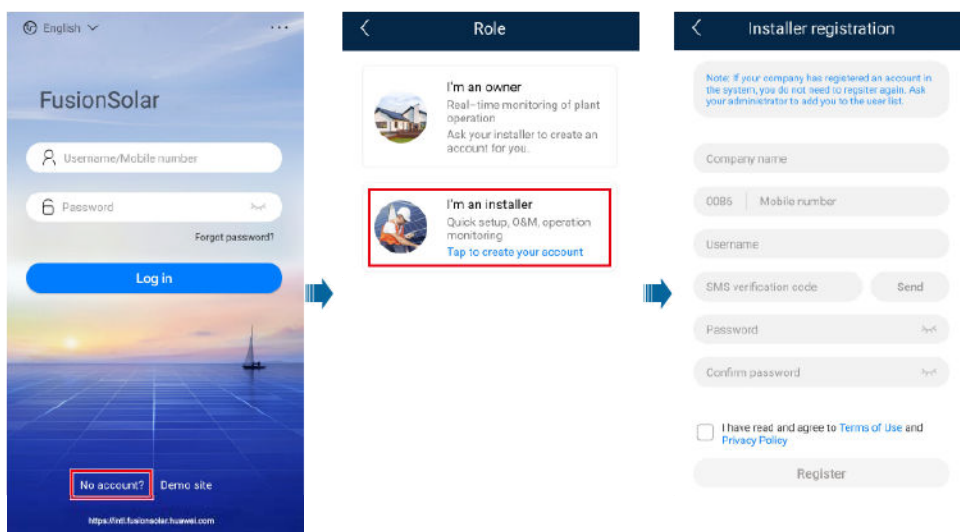 English
FusionSolar
Username/Mobile number
Password
Forgot password?
Log in
No account?
Demo site
https://intl.fusionsolar.huawei.com
Role
I'm an owner
Real-time monitoring of plant
operation
Ask your installer to create an
account for you.
I'm an installer
Quick setup, O&M, operation
monitoring
Tap to create your account
Installer registration
Note: If your company has registered an account in
the system, you do not need to regsiter again. Ask
your administrator to add you to the user list.
Company name
0086 Mobile number
Username
SMS verification code
Send
Password
Confirm password
I have read and agree to Terms of Use and
Privacy Policy
Register